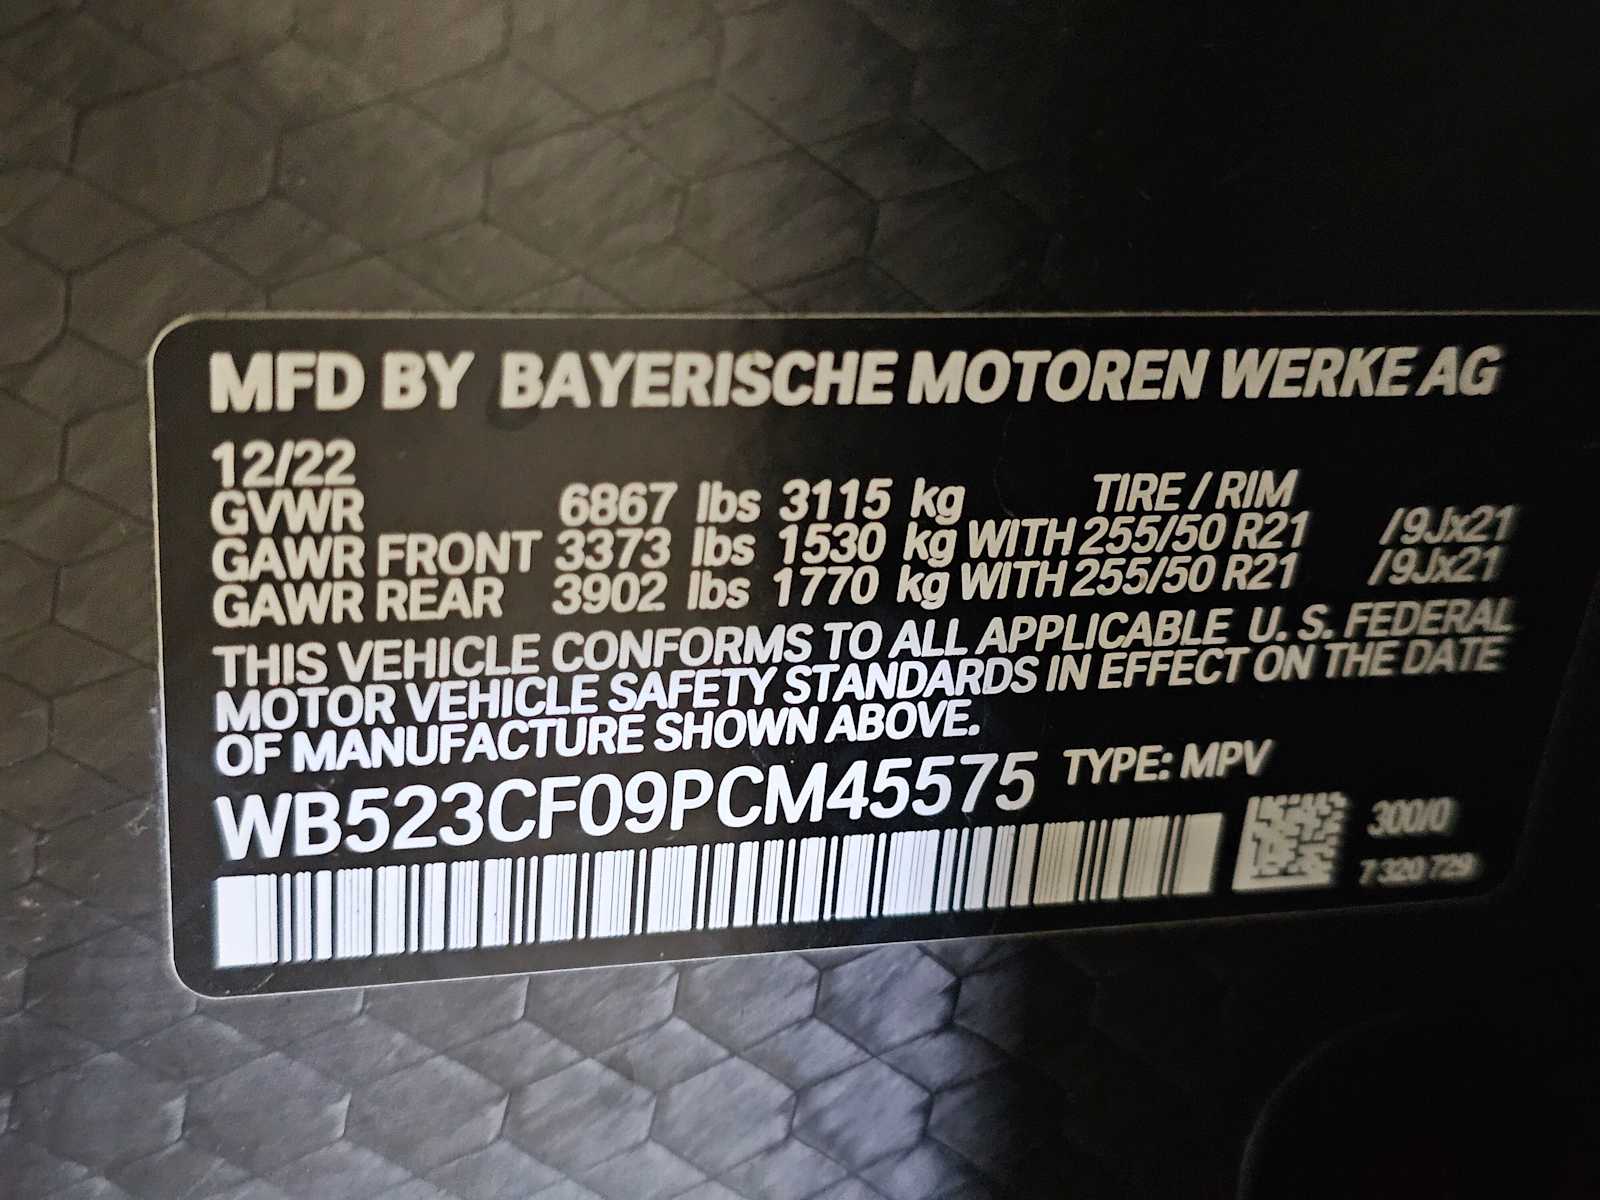 MFD BY BAYERISCHE MOTOREN WERKE AG
12/22
GVWR 6867 lbs 3115 kg TIRE / RIM
GAWR FRONT 3373 lbs 1530 kg WITH 255/50 R21 /9Jx21
GAWR REAR 3902 lbs 1770 kg WITH 255/50 R21 /9Jx21
THIS VEHICLE CONFORMS TO ALL APPLICABLE U. S. FEDERAL
MOTOR VEHICLE SAFETY STANDARDS IN EFFECT ON THE DATE
OF MANUFACTURE SHOWN ABOVE.
WB523CF09PCM45575 TYPE: MPV
300/0
7 320 729